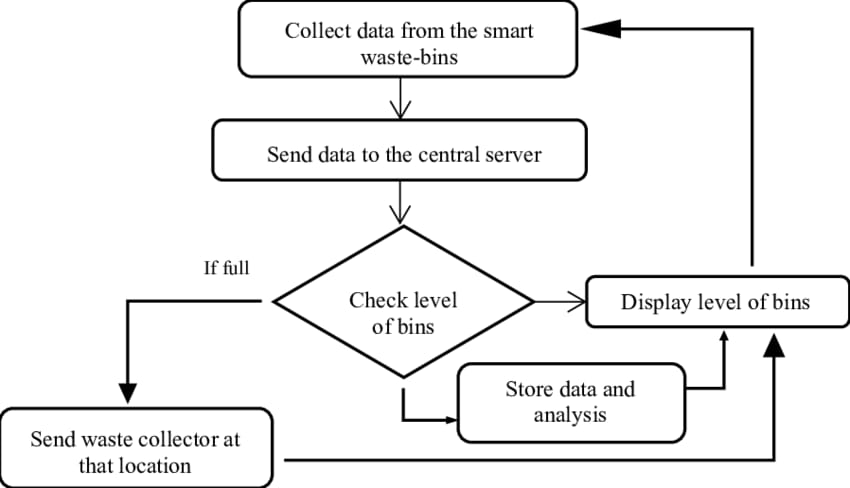 Collect data from the smart
waste-bins
Send data to the central server
If full
Check level
of bins
Display level of bins
Store data and
analysis
Send waste collector at
that location